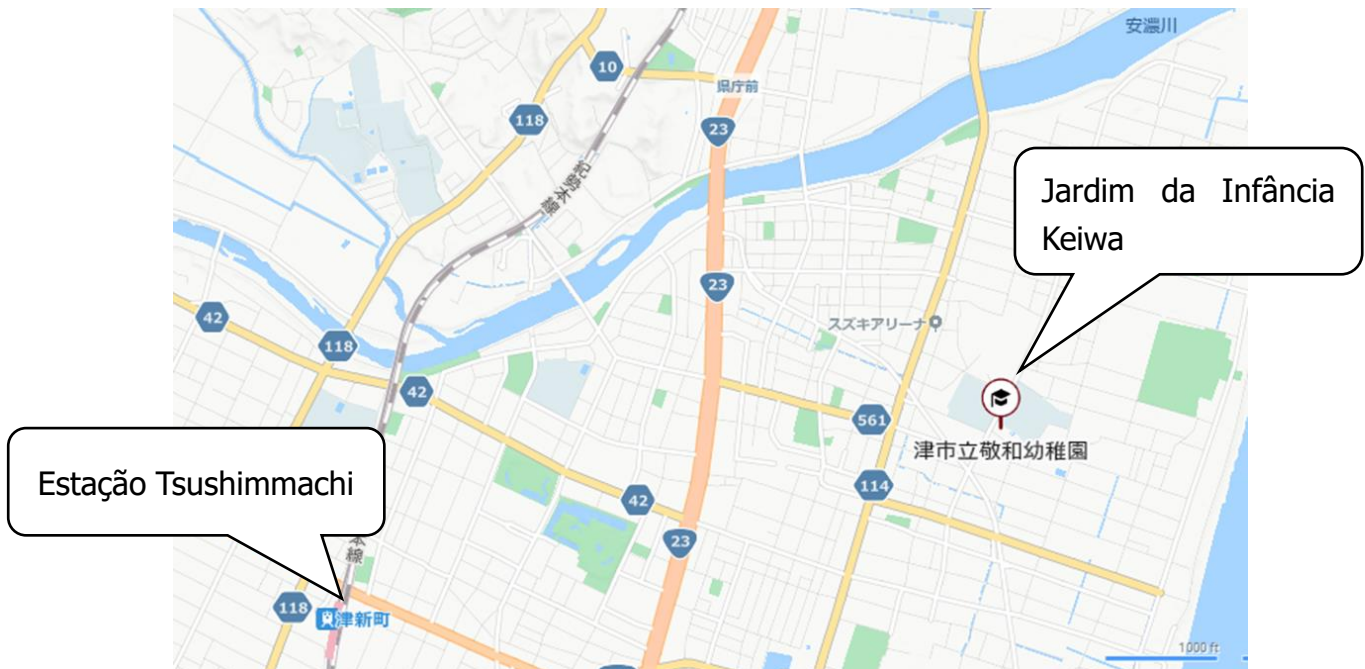 安濃川
10
県庁前
118
23
紀勢本線
Jardim da Infância
Keiwa
23
42
スズキアリーナ
118
42
561
津市立敬和幼稚園
Estação Tsushimmachi
114
42
23
本線
118
津新町
1000 ft